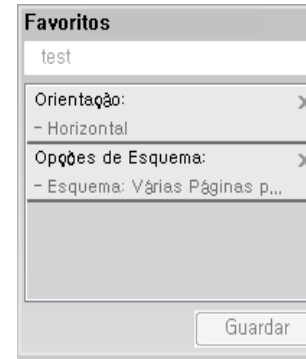 Favoritos
test
Orientação:
- Horizontal
Opções de Esquema:
- Esquema: Várias Páginas p...
Guardar